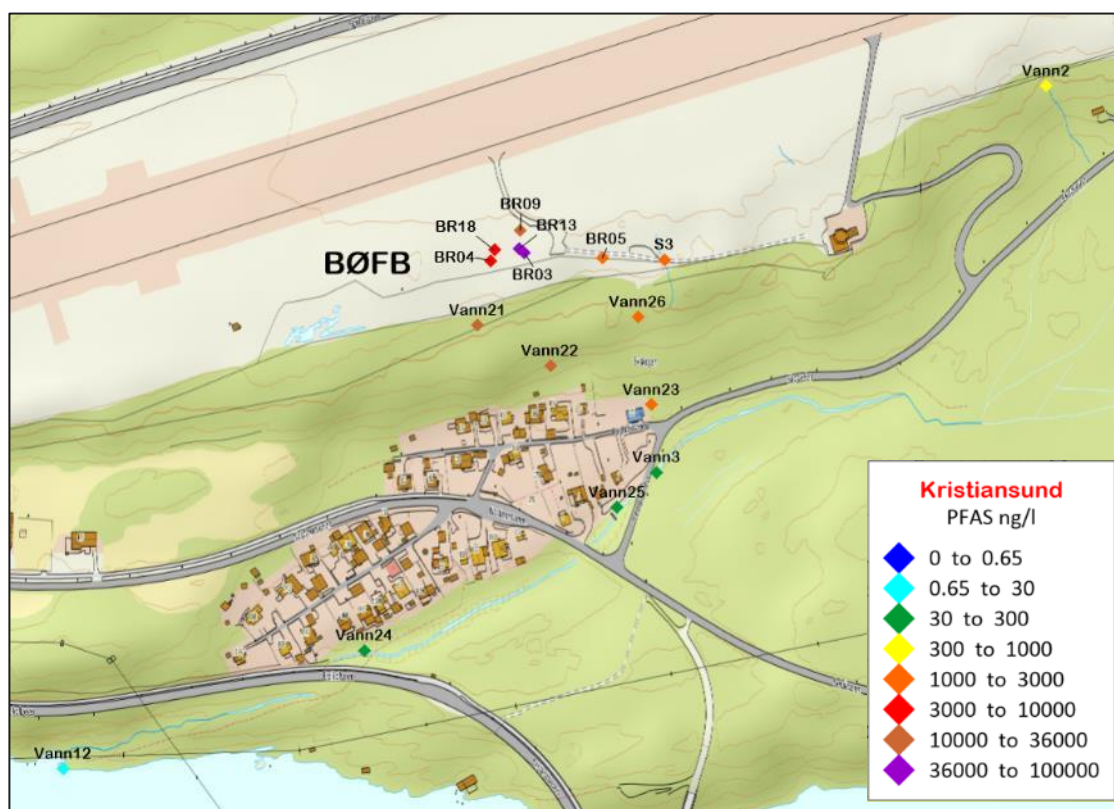 Vann2
BR09
BR18
BR13
BR05
S3
BØFB
BR04
BR03
Vann21
Vann26
Vann22
Vann23
Vann3
Vann25
Vann24
Vann12
Kristiansund
PFAS ng/l
0 to 0.65
0.65 to 30
30 to 300
300 to 1000
1000 to 3000
3000 to 10000
10000 to 36000
36000 to 100000